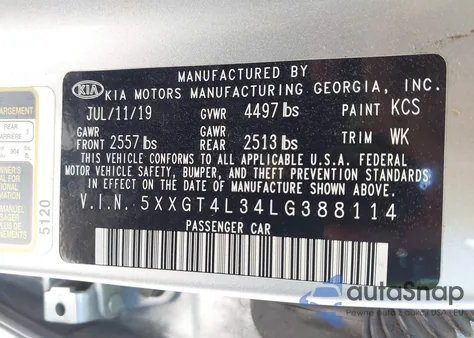 MANUFACTURED BY
KIA KIA MOTORS MANUFACTURING GEORGIA, INC.
JUL/11/19 GVWR 4497 lbs PAINT KCS
GAWR GAWR
FRONT 2557 lbs REAR 2513 lbs TRIM WK
THIS VEHICLE CONFORMS TO ALL APPLICABLE U.S.A. FEDERAL
MOTOR VEHICLE SAFETY, BUMPER, AND THEFT PREVENTION STANDARDS
IN EFFECT ON THE DATE OF MANUFACTURE SHOWN ABOVE.
V.I.N. 5XXGT4L34LG388114
PASSENGER CAR
REAR
5120
autoSnap